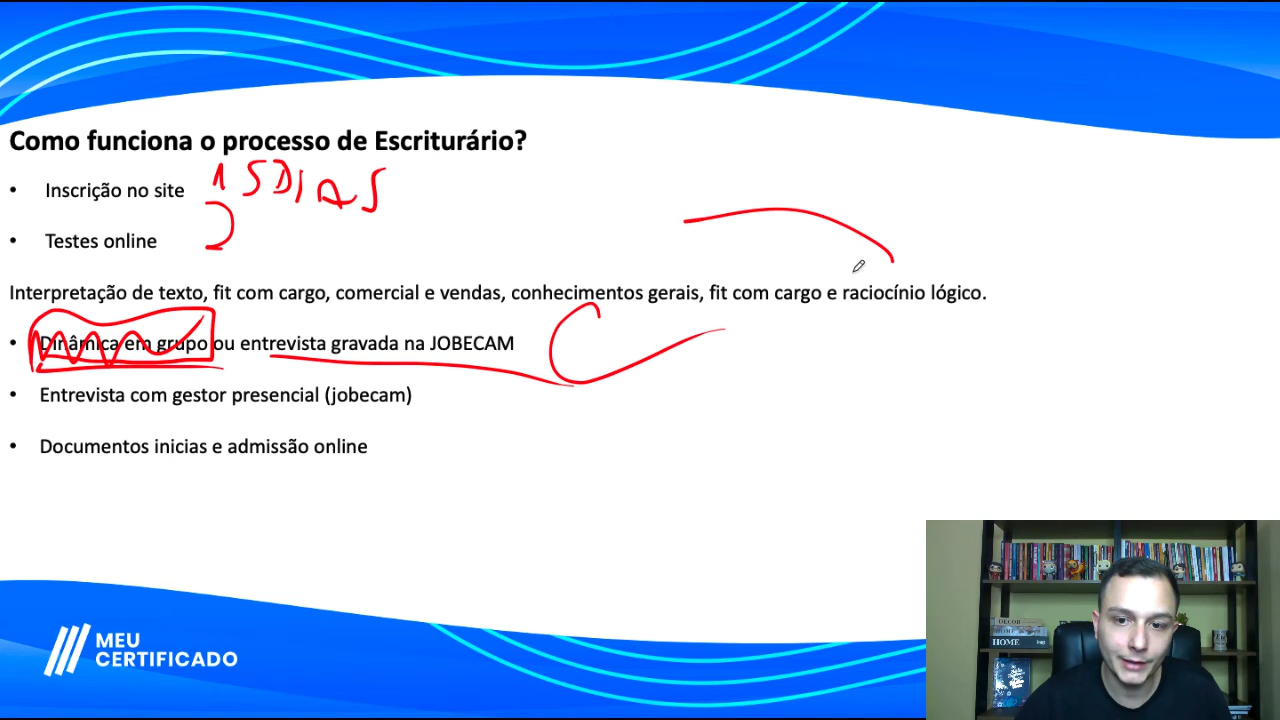 Como funciona o processo de Escriturário?
• Inscrição no site 15 DIAS
• Testes online
Interpretação de texto, fit com cargo, comercial e vendas, conhecimentos gerais, fit com cargo e raciocínio lógico.
• Dinâmica em grupo ou entrevista gravada na JOBECAM
• Entrevista com gestor presencial (jobecam)
• Documentos inicias e admissão online
MEU
CERTIFICADO
HOME
HOME